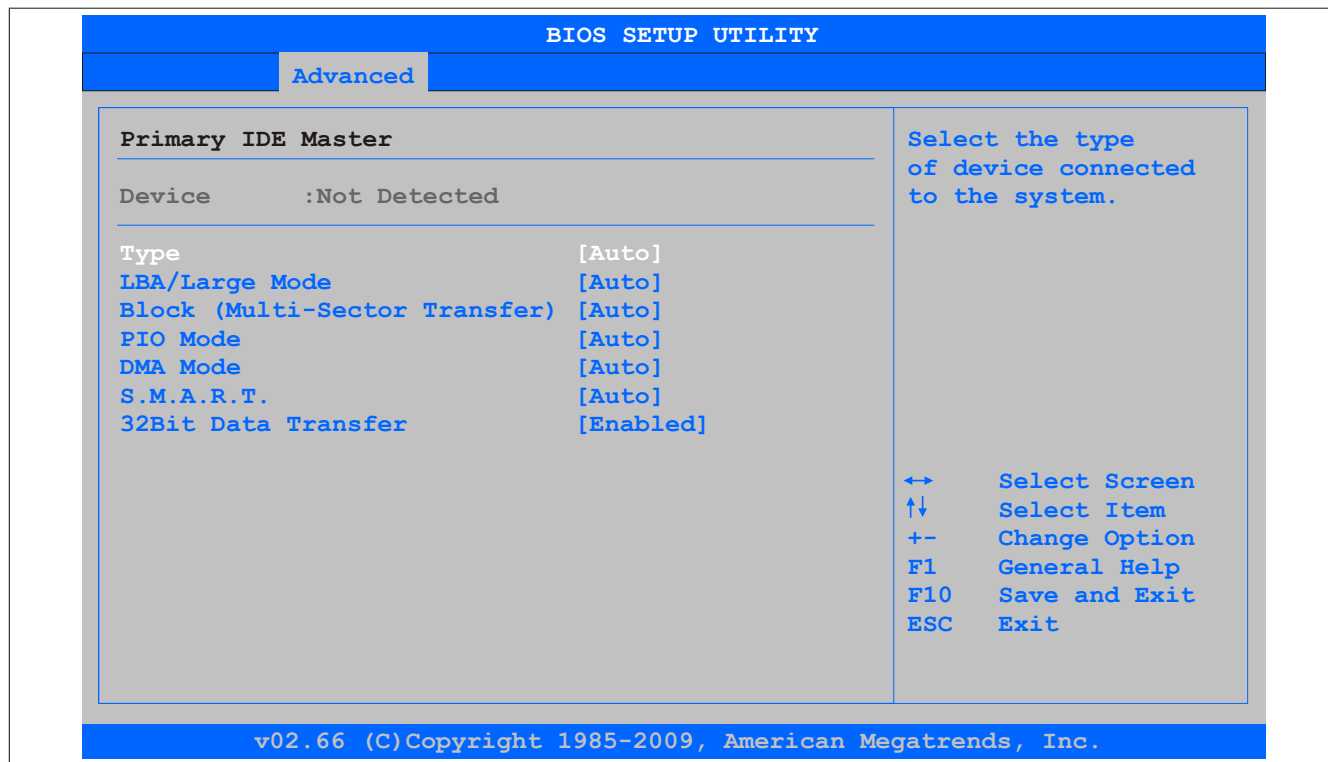 BIOS SETUP UTILITY
Advanced
Primary IDE Master
Device :Not Detected
Type [Auto]
LBA/Large Mode [Auto]
Block (Multi-Sector Transfer) [Auto]
PIO Mode [Auto]
DMA Mode [Auto]
S.M.A.R.T. [Auto]
32Bit Data Transfer [Enabled]
Select the type
of device connected
to the system.
↔ Select Screen
↑↓ Select Item
+- Change Option
F1 General Help
F10 Save and Exit
ESC Exit
v02.66 (C)Copyright 1985-2009, American Megatrends, Inc.